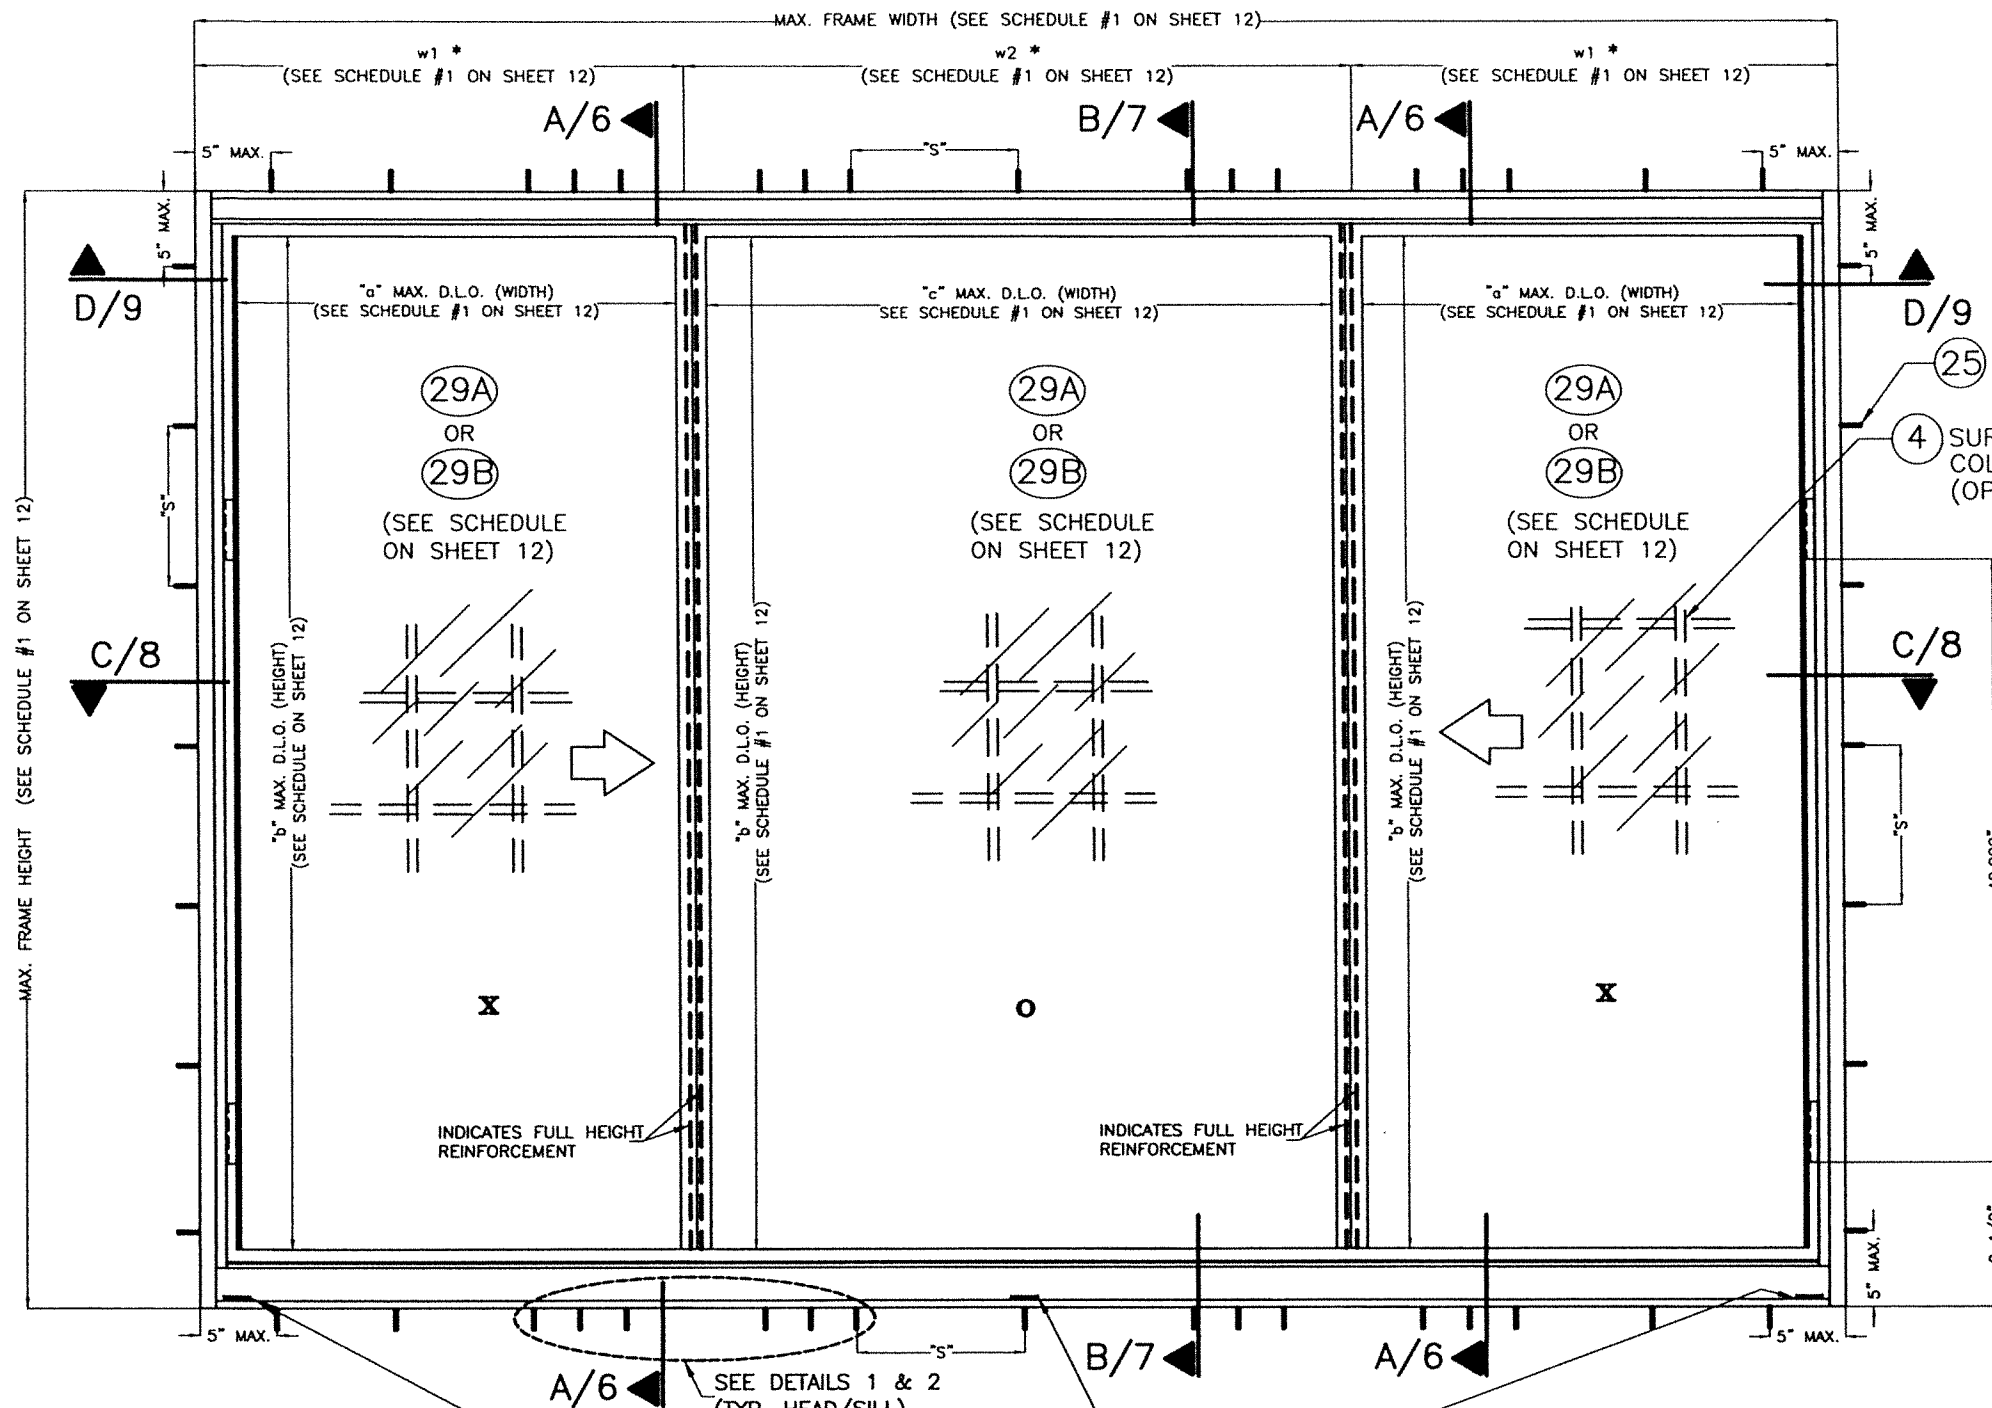 MAX. FRAME WIDTH (SEE SCHEDULE #1 ON SHEET 12)
w1 *
(SEE SCHEDULE #1 ON SHEET 12)
w2 *
(SEE SCHEDULE #1 ON SHEET 12)
w1 *
(SEE SCHEDULE #1 ON SHEET 12)
A/6
B/7
A/6
5" MAX.
"S"
5" MAX.
5" MAX.
5" MAX.
D/9
D/9
"a" MAX. D.L.O. (WIDTH)
(SEE SCHEDULE #1 ON SHEET 12)
"c" MAX. D.L.O. (WIDTH)
SEE SCHEDULE #1 ON SHEET 12)
"a" MAX. D.L.O. (WIDTH)
(SEE SCHEDULE #1 ON SHEET 12)
25
4
29A
OR
29B
(SEE SCHEDULE
ON SHEET 12)
29A
OR
29B
(SEE SCHEDULE
ON SHEET 12)
29A
OR
29B
(SEE SCHEDULE
ON SHEET 12)
"S"
MAX. FRAME HEIGHT (SEE SCHEDULE #1 ON SHEET 12)
C/8
C/8
"b" MAX. D.L.O. (HEIGHT)
(SEE SCHEDULE ON SHEET 12)
"b" MAX. D.L.O. (HEIGHT)
(SEE SCHEDULE #1 ON SHEET 12)
"b" MAX. D.L.O. (HEIGHT)
(SEE SCHEDULE #1 ON SHEET 12)
"S"
X
O
X
INDICATES FULL HEIGHT
REINFORCEMENT
INDICATES FULL HEIGHT
REINFORCEMENT
5" MAX.
5" MAX.
"S"
5" MAX.
A/6
B/7
A/6
SEE DETAILS 1 & 2
(TYP. HEAD/SILL)